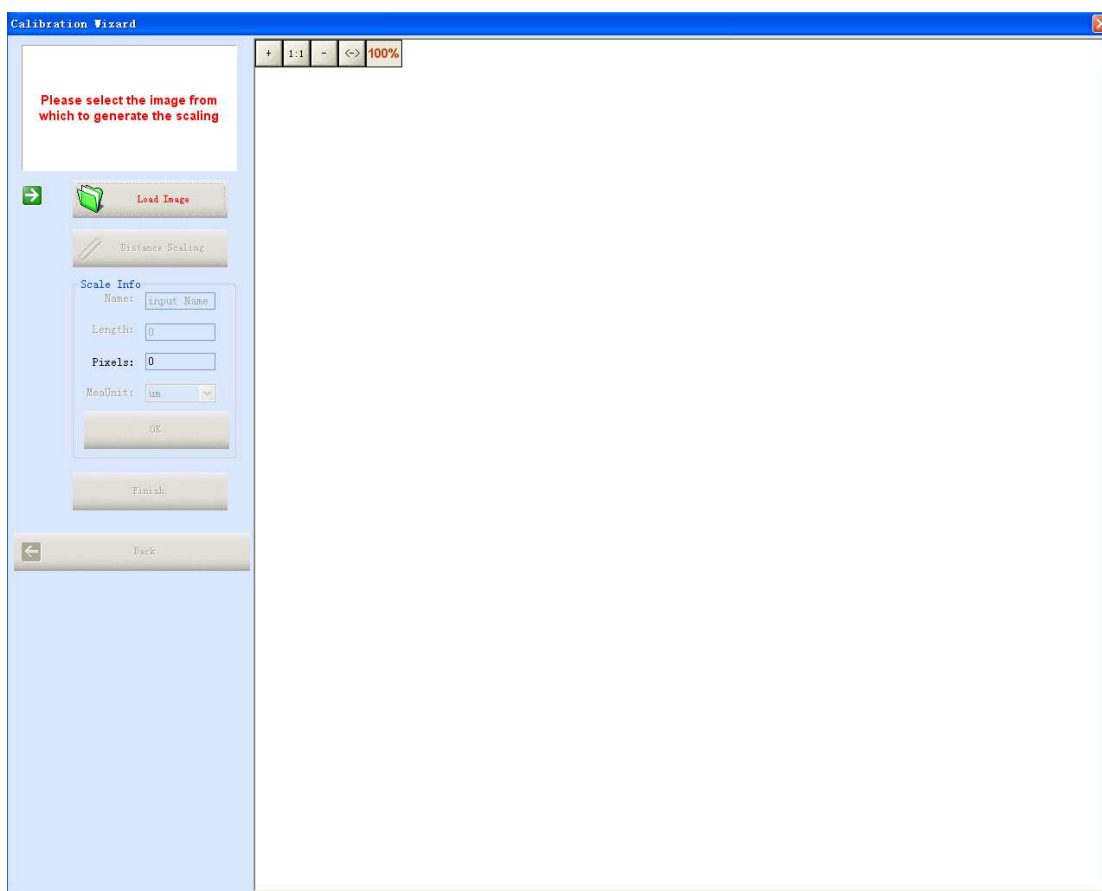 Calibration Wizard
+ 1:1 - <-> 100%
Please select the image from
which to generate the scaling
Load Image
Distance Scaling
Scale Info
Name: input Name
Length: 0
Pixels: 0
MeaUnit: um
OK
Finish
Back